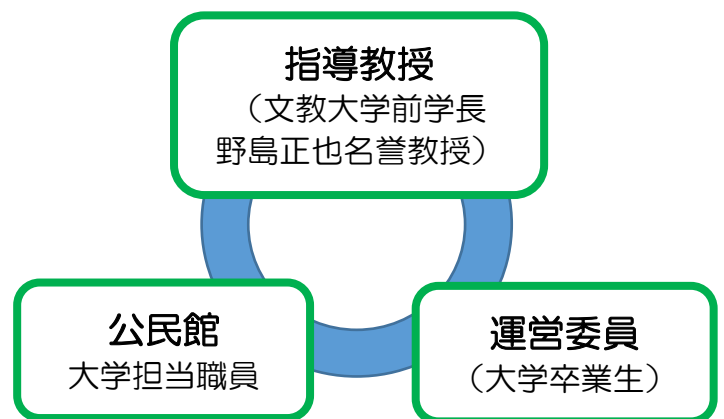 指導教授
（文教大学前学長
野島正也名誉教授）
公民館
大学担当職員
運営委員
（大学卒業生）